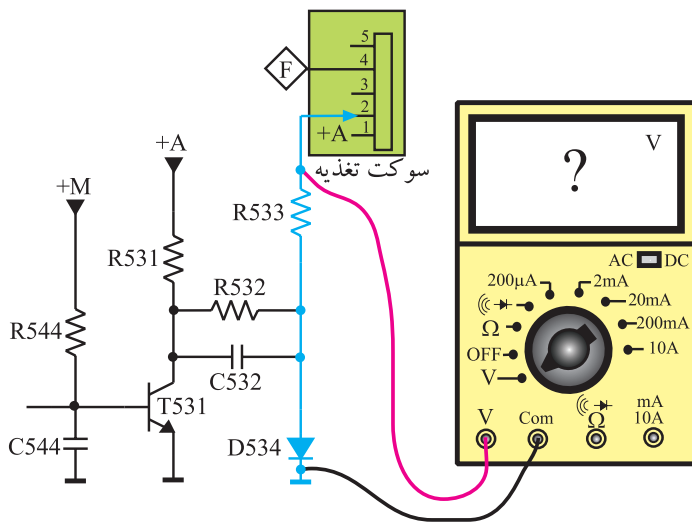 5
F
4
3
2
+A
1
سوکت تغذیه
+A
+M
R533
R531
R532
R544
C532
T531
C544
D534
V
?
AC DC
200µA
2mA
20mA
Ω
200mA
OFF
10A
V
V
Com
Ω
mA
10A